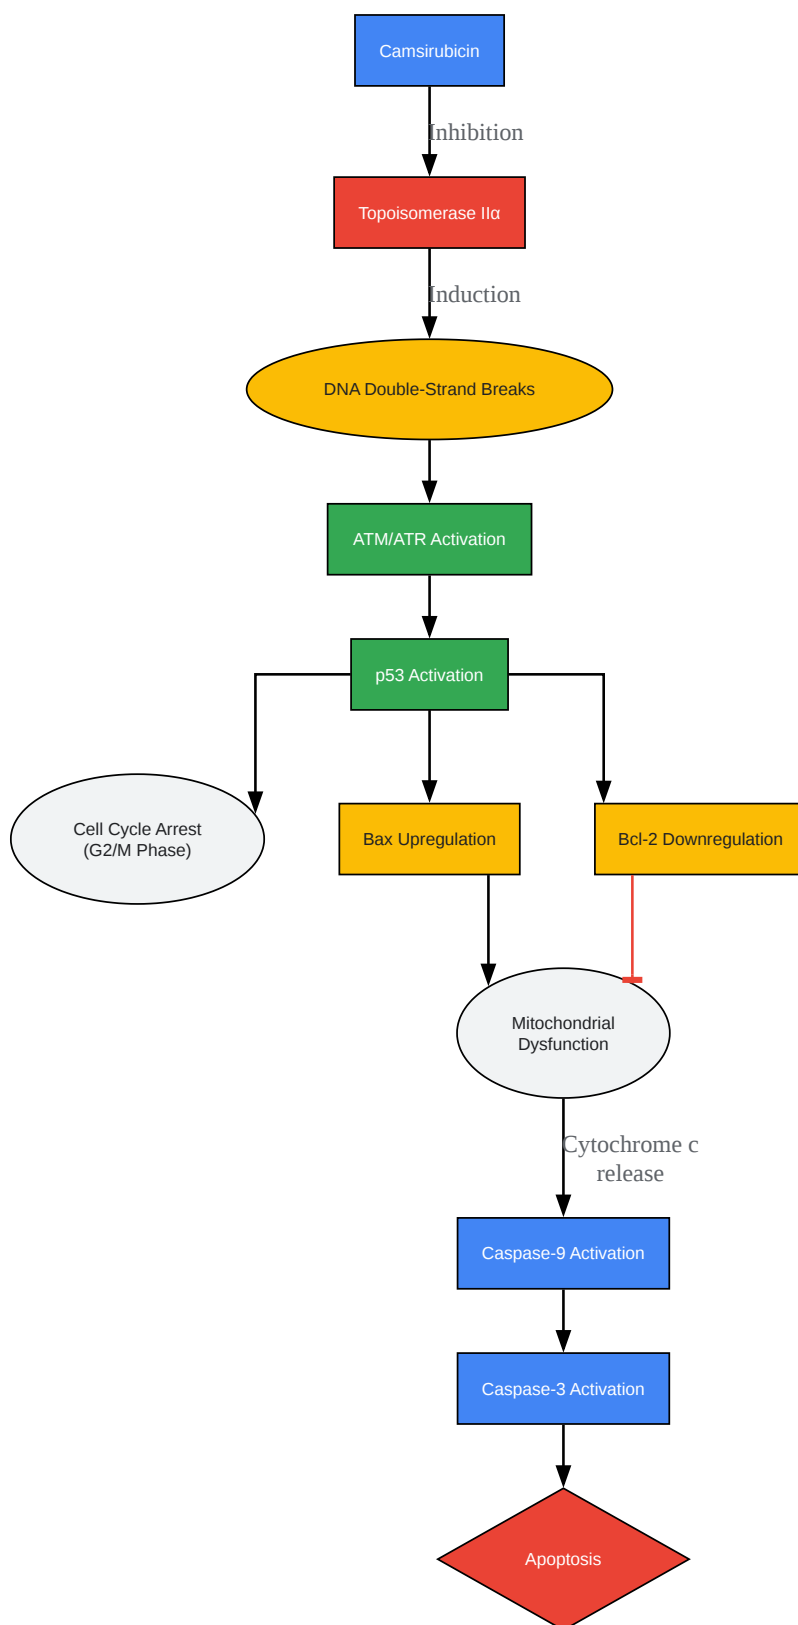 Camsirubicin
Inhibition
Topoisomerase IIα
Induction
DNA Double-Strand Breaks
ATM/ATR Activation
p53 Activation
Cell Cycle Arrest
(G2/M Phase)
Bax Upregulation
Bcl-2 Downregulation
Mitochondrial
Dysfunction
Cytochrome c
release
Caspase-9 Activation
Caspase-3 Activation
Apoptosis